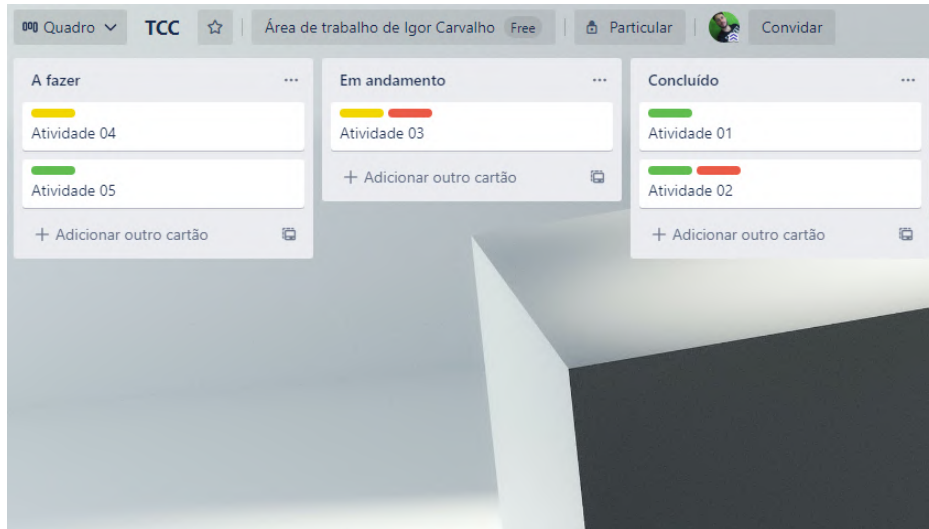 Quadro TCC Área de trabalho de Igor Carvalho Free Particular Convidar
A fazer
Atividade 04
Atividade 05
+ Adicionar outro cartão
Em andamento
Atividade 03
+ Adicionar outro cartão
Concluído
Atividade 01
Atividade 02
+ Adicionar outro cartão